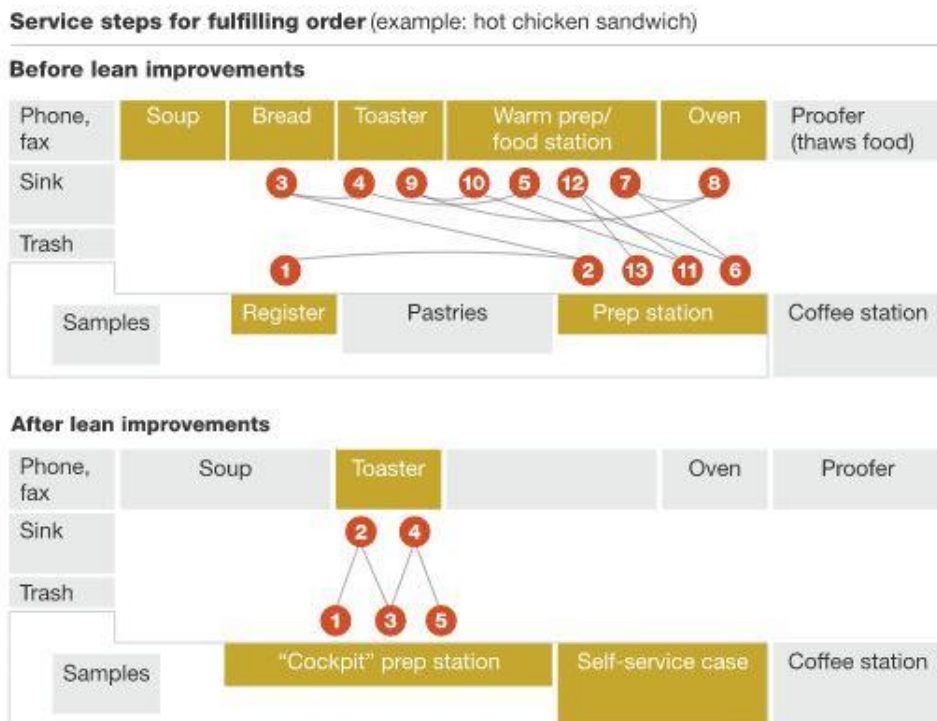 Service steps for fulfilling order (example: hot chicken sandwich)
Before lean improvements
Phone,
fax
Soup
Bread
Toaster
Warm prep/
food station
Oven
Proofer
(thaws food)
Sink
3 4 9 10 5 12 7 8
Trash
1 2 13 11 6
Samples
Register
Pastries
Prep station
Coffee station
After lean improvements
Phone,
fax
Soup
Toaster
Oven
Proofer
Sink
2 4
Trash
1 3 5
Samples
“Cockpit” prep station
Self-service case
Coffee station